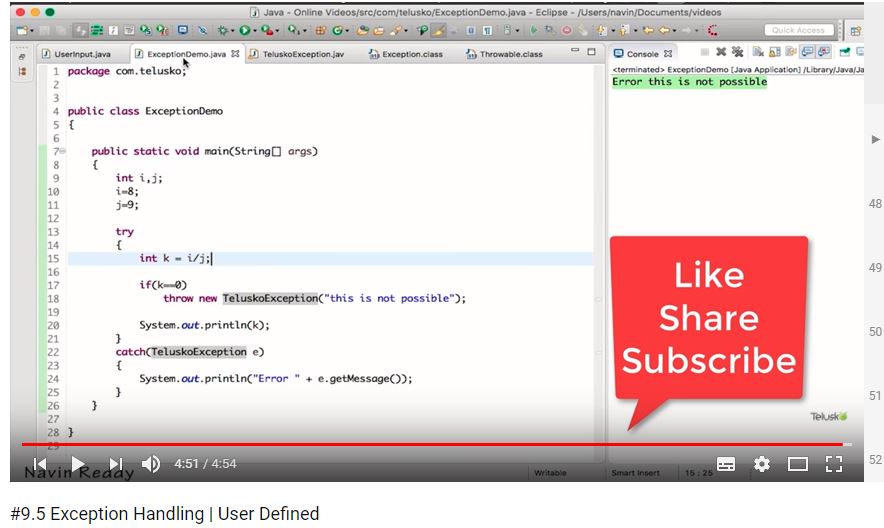 Java - Online Videos/src/com/telusko/ExceptionDemo.java - Eclipse - /Users/navin/Documents/videos
Quick Access
UserInput.java
ExceptionDemo.java
TeluskoException.jav
Exception.class
Throwable.class
Console
<terminated> ExceptionDemo [Java Application] /Library/Java/Ja
Error this is not possible
1 package com.telusko;
2
3
4 public class ExceptionDemo
5 {
6
7 public static void main(String[] args)
8 {
9 int i,j;
10 i=8;
11 j=9;
12
13 try
14 {
15 int k = i/j;
16
17 if(k==0)
18 throw new TeluskoException("this is not possible");
19
20 System.out.println(k);
21 }
22 catch(TeluskoException e)
23 {
24 System.out.println("Error " + e.getMessage());
25 }
26 }
27
28 }
29
Like
Share
Subscribe
Telusk
4:51 / 4:54
Navin Reddy
Writable
Smart Insert
15 : 25
48
49
50
51
52
#9.5 Exception Handling | User Defined